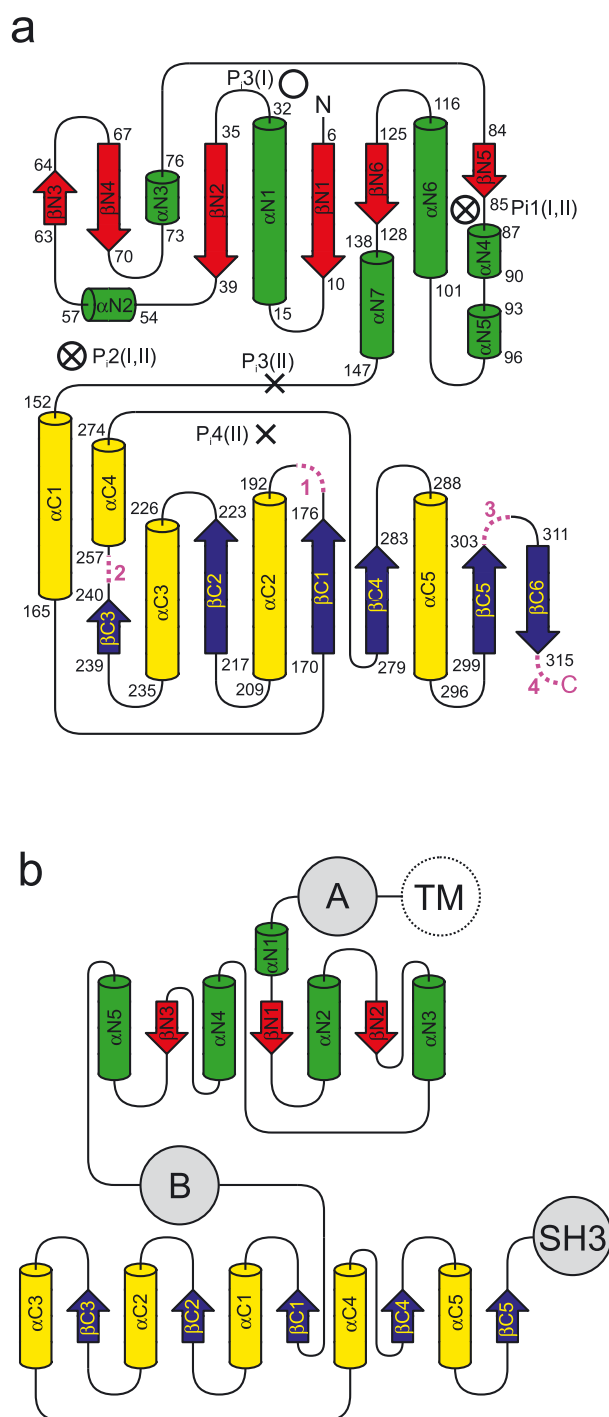 a
Pi3(I)
N
32
116
67
35
6
125
84
64
76
βN3
βN4
αN3
βN2
αN1
βN1
βN6
αN6
βN5
85
Pi1(I,II)
63
73
87
70
138
128
αN4
39
10
90
αN2
15
101
57
54
αN7
93
αN5
96
Pi2(I,II)
Pi3(II)
147
152
274
Pi4(II)
αC1
αC4
192
1
288
3
226
223
176
283
303
311
257
2
αC3
βC2
αC2
βC1
βC4
αC5
βC5
βC6
240
165
βC3
239
217
170
279
299
315
235
209
296
4
C
b
A
TM
αN1
αN5
βN3
αN4
βN1
αN2
βN2
αN3
B
SH3
αC3
βC3
αC2
βC2
αC1
βC1
αC4
βC4
αC5
βC5